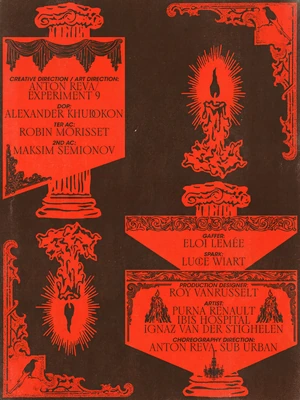 CREATIVE DIRECTION / ART DIRECTION:
ANTON REVA
EXPERIMENT 9
DOP:
ALEXANDER KHUDOKON
1ER AC:
ROBIN MORISSET
2ND AC:
MAKSIM SEMIONOV
GAFFER:
ELOI LEMÉE
SPARK:
LUCCÉ WIART
PRODUCTION DESIGNER:
ROY VANRUSSELT
ARTIST:
PURNA RENAULT
IBIS HOSPITAL
IGNAZ VAN DER STIGHELEN
CHOREOGRAPHY DIRECTION:
ANTON REVA, SUB URBAN